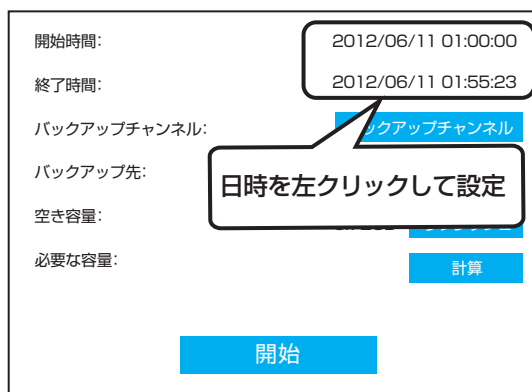 開始時間: 2012/06/11 01:00:00
終了時間: 2012/06/11 01:55:23
バックアップチャンネル: ックアップチャンネル
バックアップ先:
日時を左クリックして設定
空き容量:
必要な容量: 計算
開始